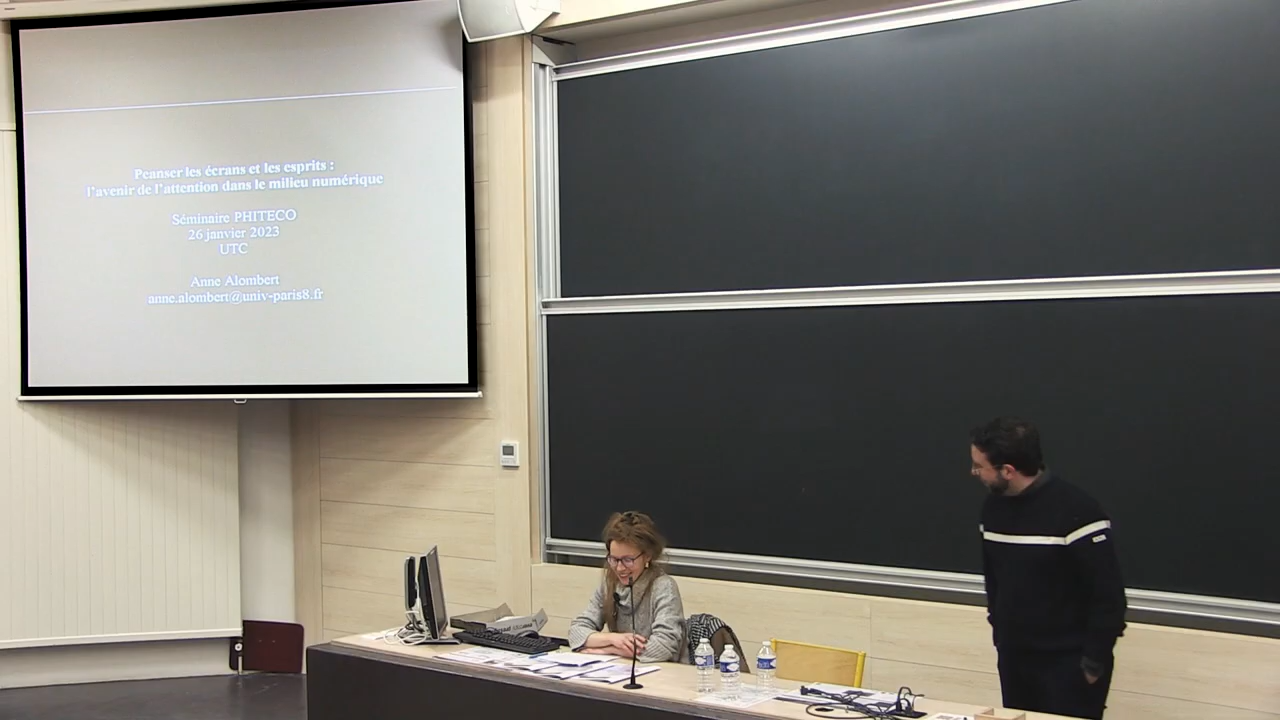 Peanser les écrans et les esprits :
l'avenir de l'attention dans le milieu numérique
Séminaire PHITECO
26 janvier 2023
UTC
Anne Alombert
anne.alombert@univ-paris8.fr